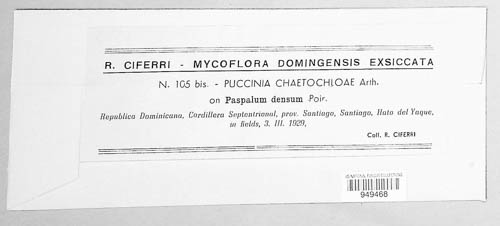 R. CIFERRI - MYCOFLORA DOMINGENSIS EXSICCATA
N. 105 bis. - PUCCINIA CHAETOCHLOAE Arth.
on Paspalum densum Poir.
Republica Dominicana, Cordillera Septentrional, prov. Santiago, Santiago, Hato del Yaque,
in fields, 3. III. 1929,
Coll. R. CIFERRI
949468